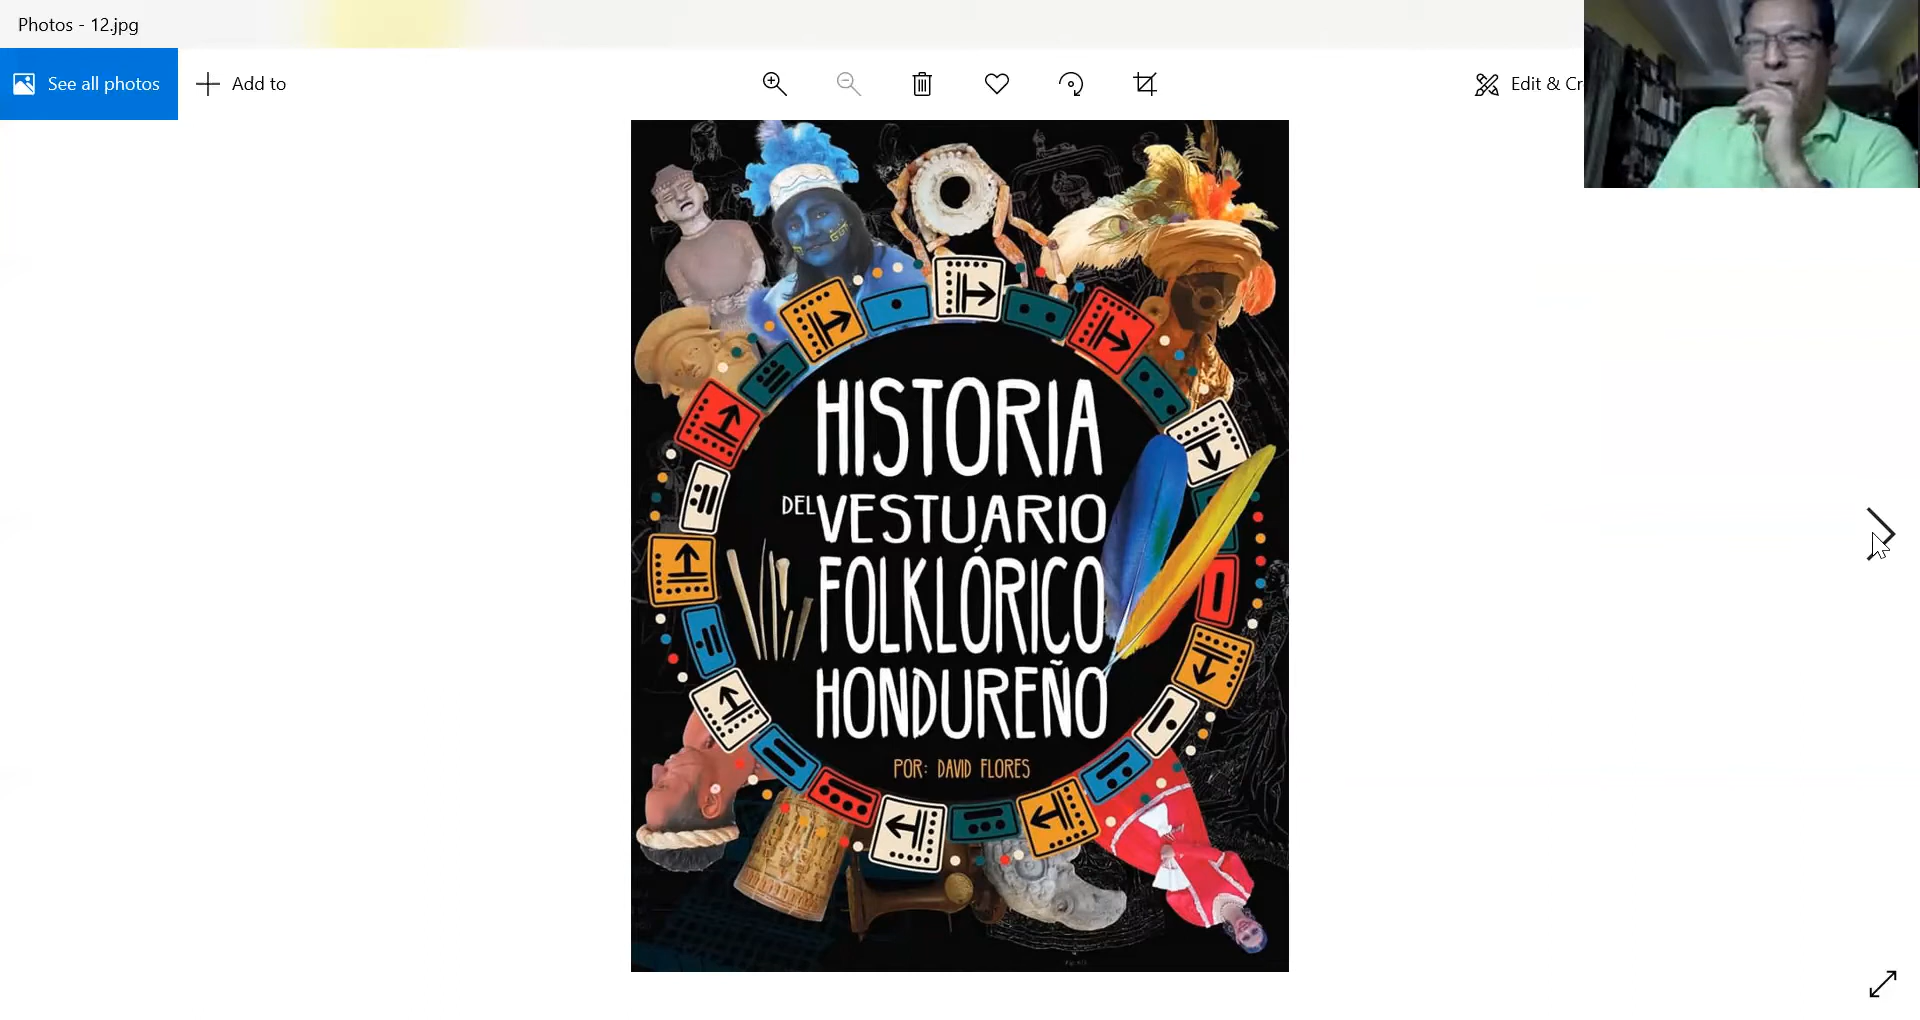 Photos - 12.jpg
See all photos
Add to
Edit & Cr
HISTORIA
DEL VESTUARIO
FOLKLÓRICO
HONDUREÑO
POR: DAVID FLORES